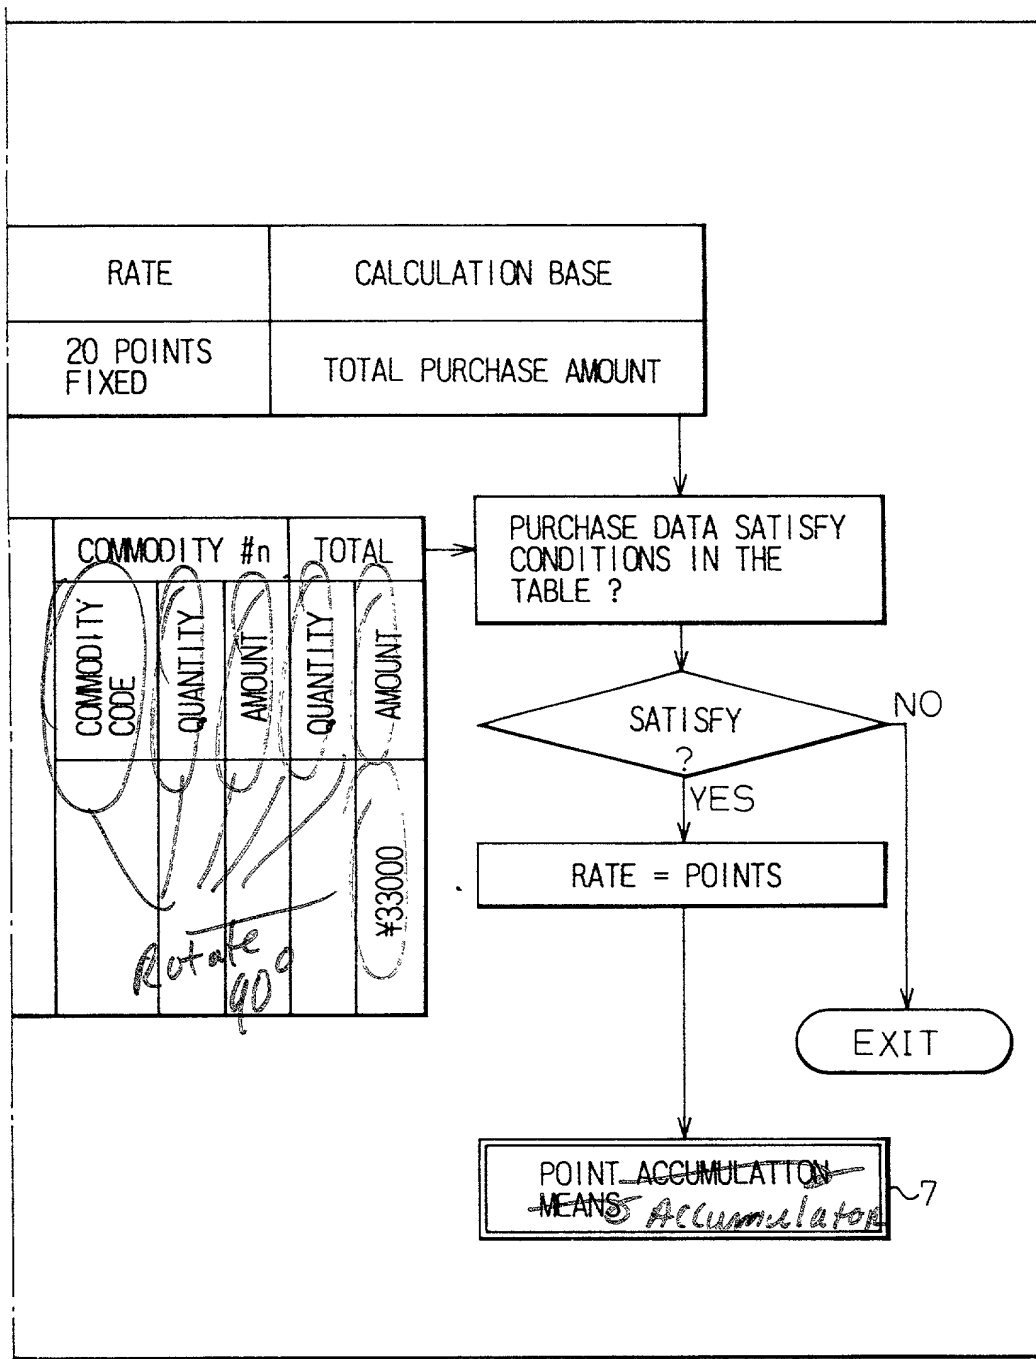 RATE
CALCULATION BASE
20 POINTS
FIXED
TOTAL PURCHASE AMOUNT
COMMODITY #n
TOTAL
COMMODITY
CODE
QUANTITY
AMOUNT
QUANTITY
AMOUNT
¥33000
Rotate
90°
PURCHASE DATA SATISFY
CONDITIONS IN THE
TABLE ?
SATISFY
?
NO
YES
RATE = POINTS
EXIT
POINT ACCUMULATION
MEANS Accumulator
7